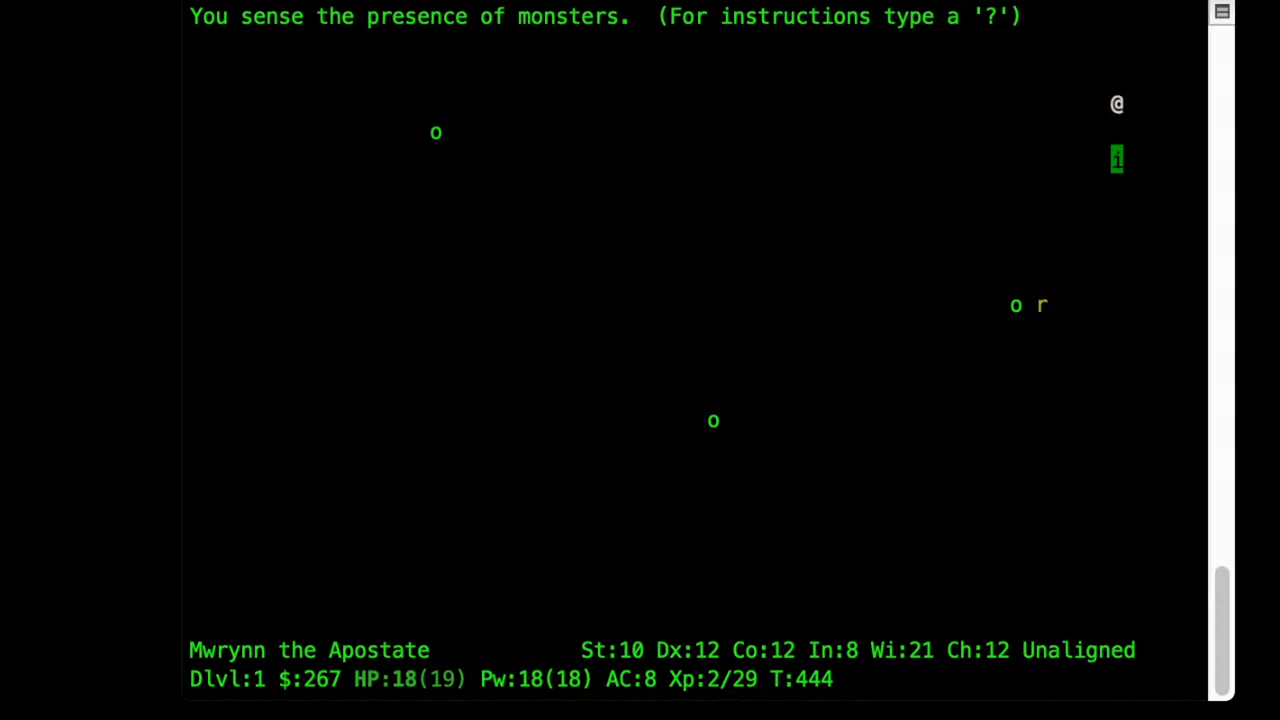 You sense the presence of monsters.  (For instructions type a '?')
@
o
i
o r
o
Mwrynn the Apostate            St:10 Dx:12 Co:12 In:8 Wi:21 Ch:12 Unaligned
Dlvl:1 $:267 HP:18(19) Pw:18(18) AC:8 Xp:2/29 T:444